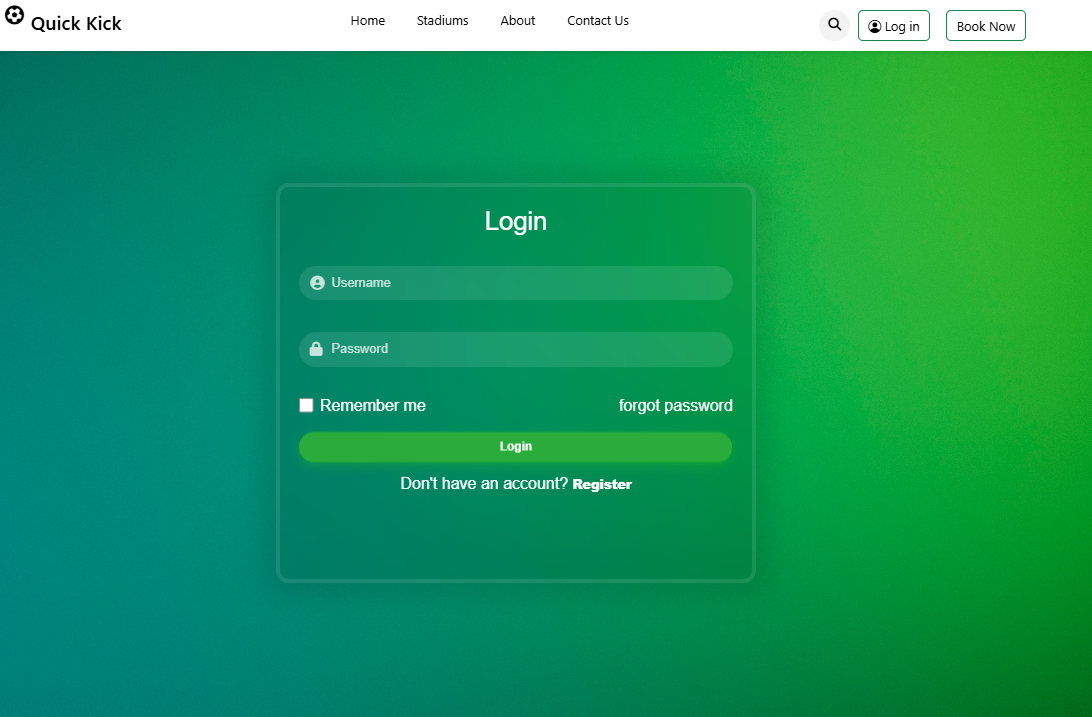 Quick Kick
Home Stadiums About Contact Us
Log in Book Now
Login
Username
Password
Remember me forgot password
Login
Don't have an account? Register